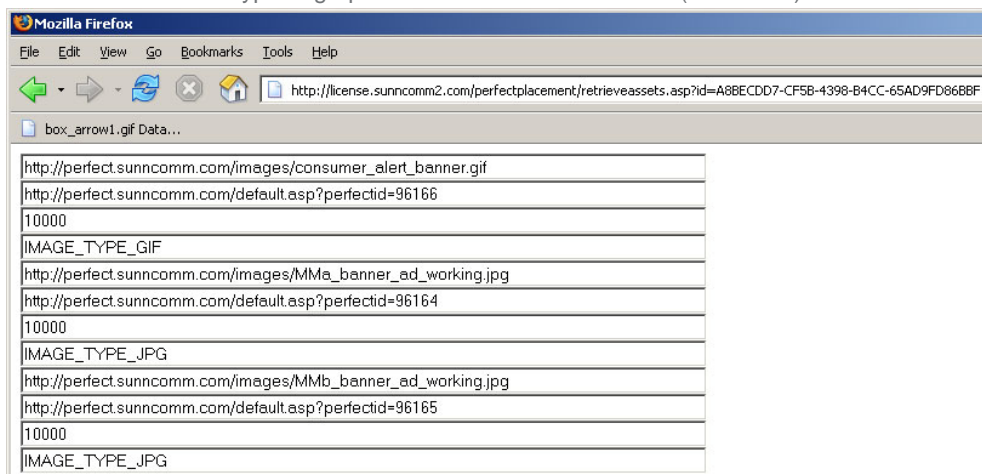 Mozilla Firefox
File Edit View Go Bookmarks Tools Help
http://license.sunncomm2.com/perfectplacement/retrieveassets.asp?id=A8BECDD7-CF5B-4398-B4CC-65AD9FD86BBF
box_arrow1.gif Data...
http://perfect.sunncomm.com/images/consumer_alert_banner.gif
http://perfect.sunncomm.com/default.asp?perfectid=96166
10000
IMAGE_TYPE_GIF
http://perfect.sunncomm.com/images/MMa_banner_ad_working.jpg
http://perfect.sunncomm.com/default.asp?perfectid=96164
10000
IMAGE_TYPE_JPG
http://perfect.sunncomm.com/images/MMb_banner_ad_working.jpg
http://perfect.sunncomm.com/default.asp?perfectid=96165
10000
IMAGE_TYPE_JPG